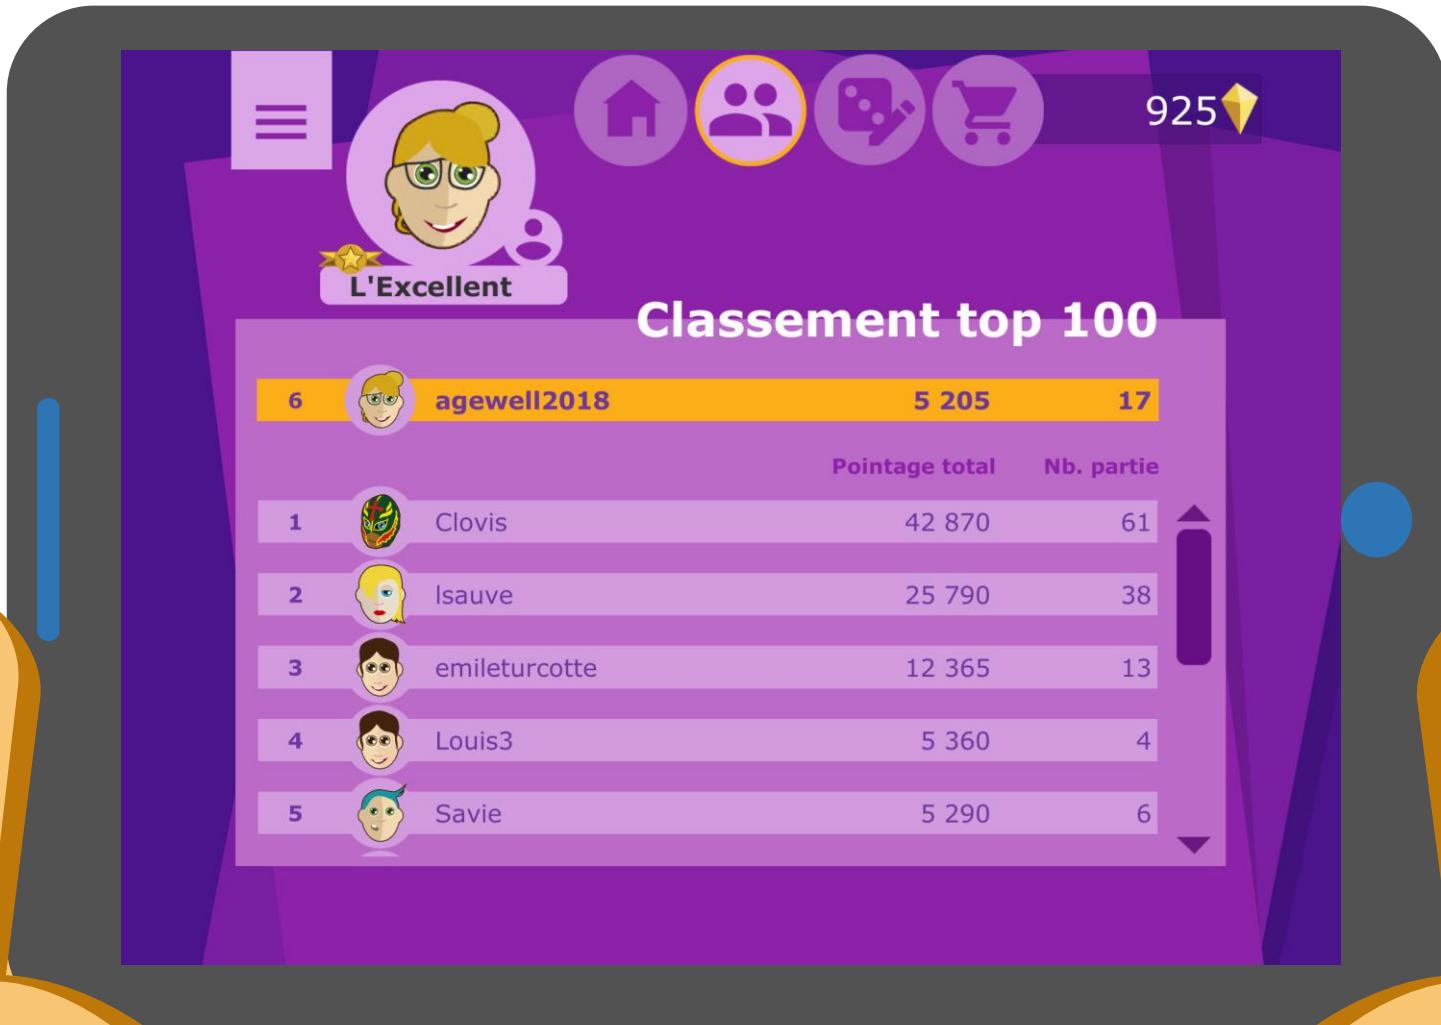 925
L'Excellent
Classement top 100
6 agewell2018 5 205 17
Pointage total Nb. partie
1 Clovis 42 870 61
2 lsauve 25 790 38
3 emileturcotte 12 365 13
4 Louis3 5 360 4
5 Savie 5 290 6